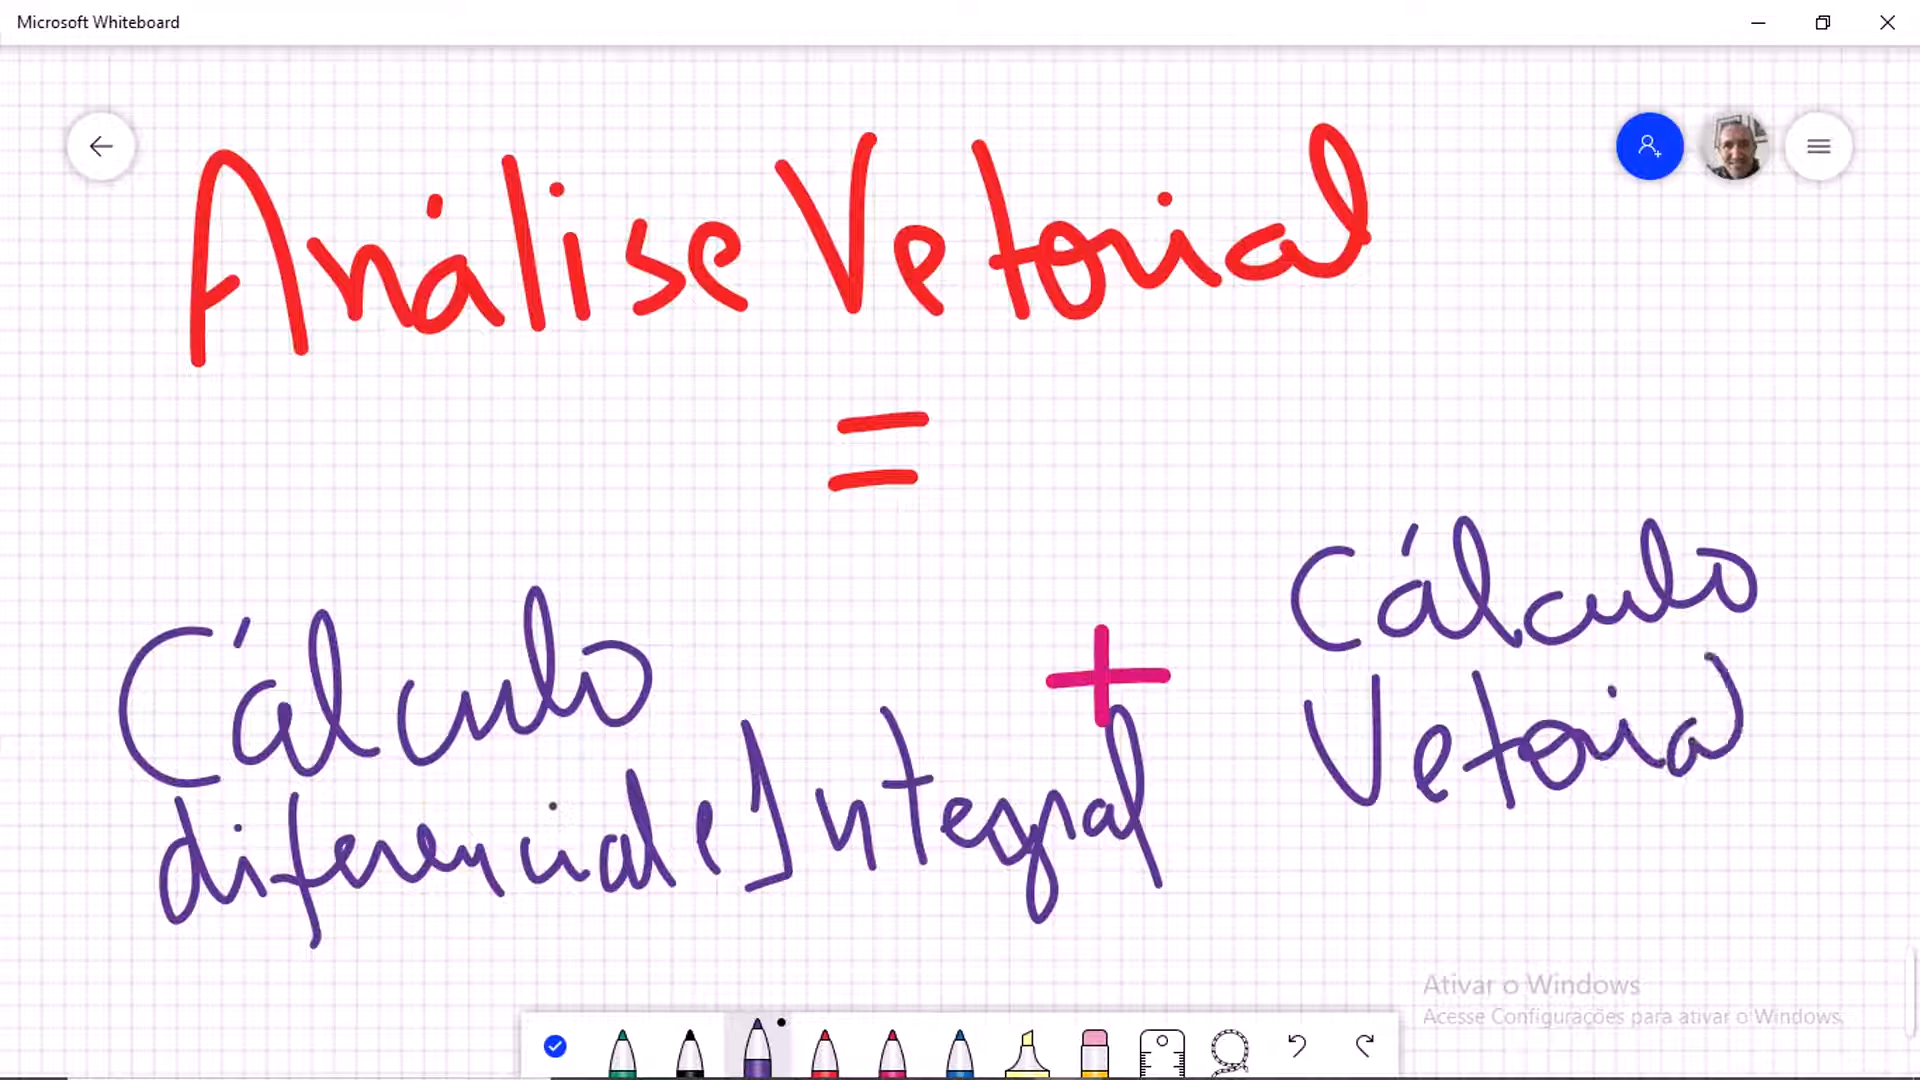 Microsoft Whiteboard
Análise Vetorial
=
Cálculo
diferencial e Integral
+
Cálculo
Vetorial
Ativar o Windows
Acesse Configurações para ativar o Windows.